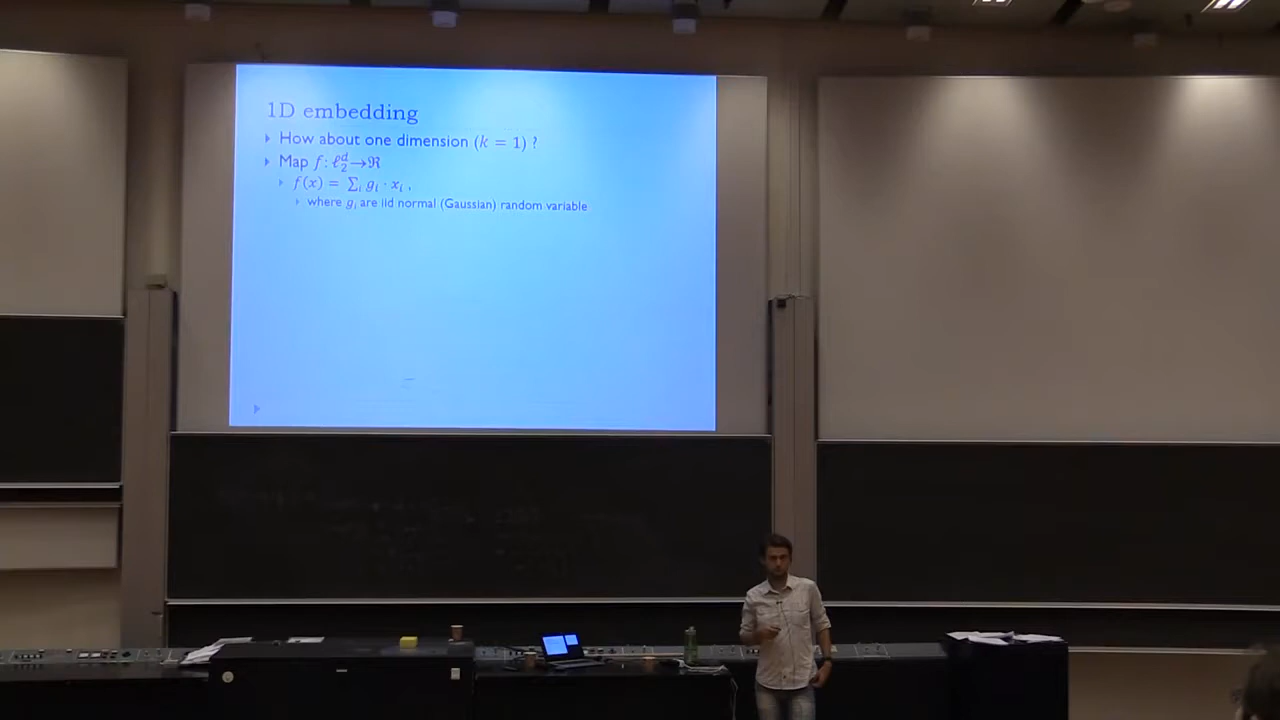 1D embedding
How about one dimension (k = 1) ?
Map f: ℓ₂ᵈ→ℜ
f(x) = ∑ᵢ gᵢ · xᵢ ,
where gᵢ are iid normal (Gaussian) random variable